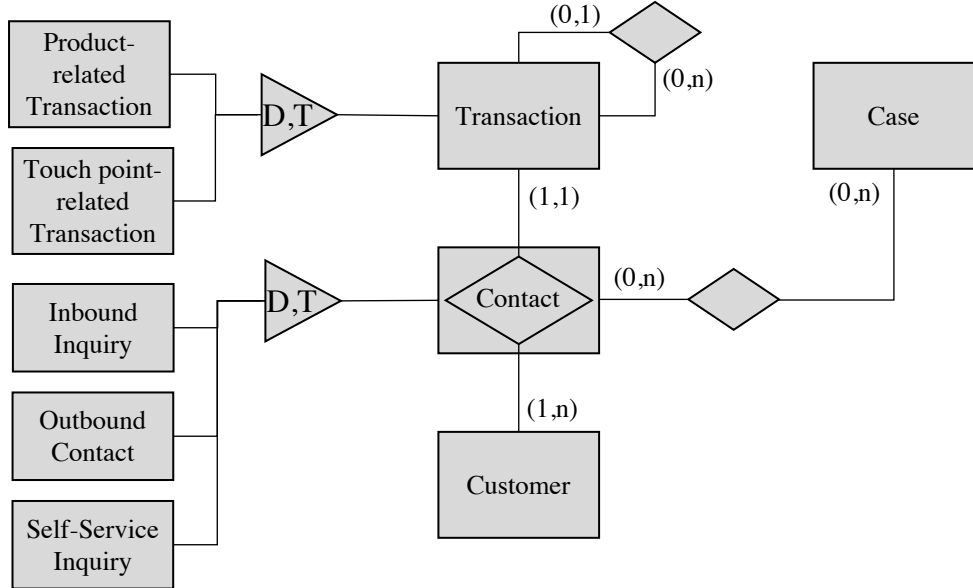 (0,1)
Product-
related
Transaction
D,T
Transaction
(0,n)
Case
Touch point-
related
Transaction
(1,1)
(0,n)
Inbound
Inquiry
D,T
Contact
(0,n)
Outbound
Contact
(1,n)
Customer
Self-Service
Inquiry